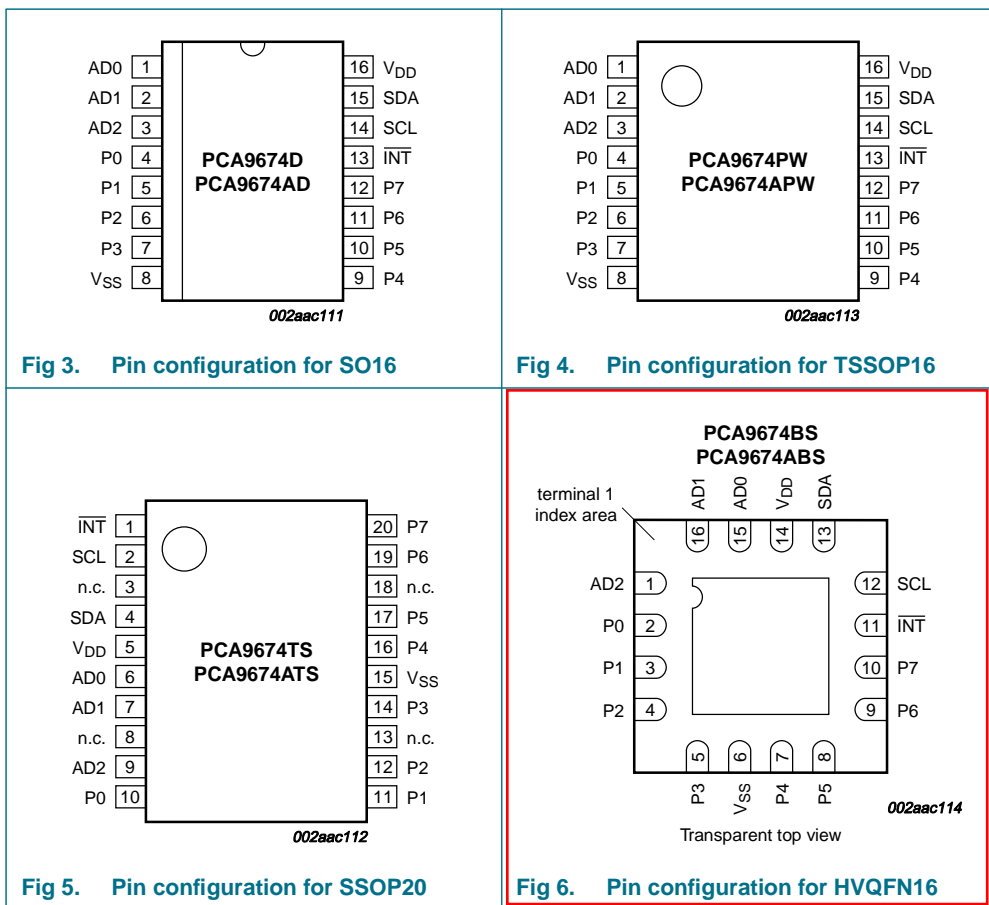 AD0 1 16 VDD
AD1 2 15 SDA
AD2 3 14 SCL
P0 4 13 INT
P1 5 12 P7
P2 6 11 P6
P3 7 10 P5
VSS 8 9 P4
PCA9674D
PCA9674AD
002aac111
Fig 3. Pin configuration for SO16
AD0 1 16 VDD
AD1 2 15 SDA
AD2 3 14 SCL
P0 4 13 INT
P1 5 12 P7
P2 6 11 P6
P3 7 10 P5
VSS 8 9 P4
PCA9674PW
PCA9674APW
002aac113
Fig 4. Pin configuration for TSSOP16
INT 1 20 P7
SCL 2 19 P6
n.c. 3 18 n.c.
SDA 4 17 P5
VDD 5 16 P4
AD0 6 15 VSS
AD1 7 14 P3
n.c. 8 13 n.c.
AD2 9 12 P2
P0 10 11 P1
PCA9674TS
PCA9674ATS
002aac112
Fig 5. Pin configuration for SSOP20
PCA9674BS
PCA9674ABS
terminal 1
index area
AD1 AD0 VDD SDA
16 15 14 13
AD2 1 12 SCL
P0 2 11 INT
P1 3 10 P7
P2 4 9 P6
5 6 7 8
P3 VSS P4 P5
002aac114
Transparent top view
Fig 6. Pin configuration for HVQFN16